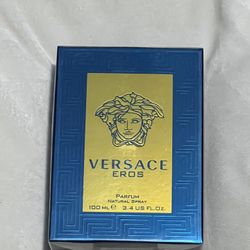 VERSACE
EROS
PARFUM
NATURAL SPRAY
100 ML ℮ 3.4 US FL.OZ.